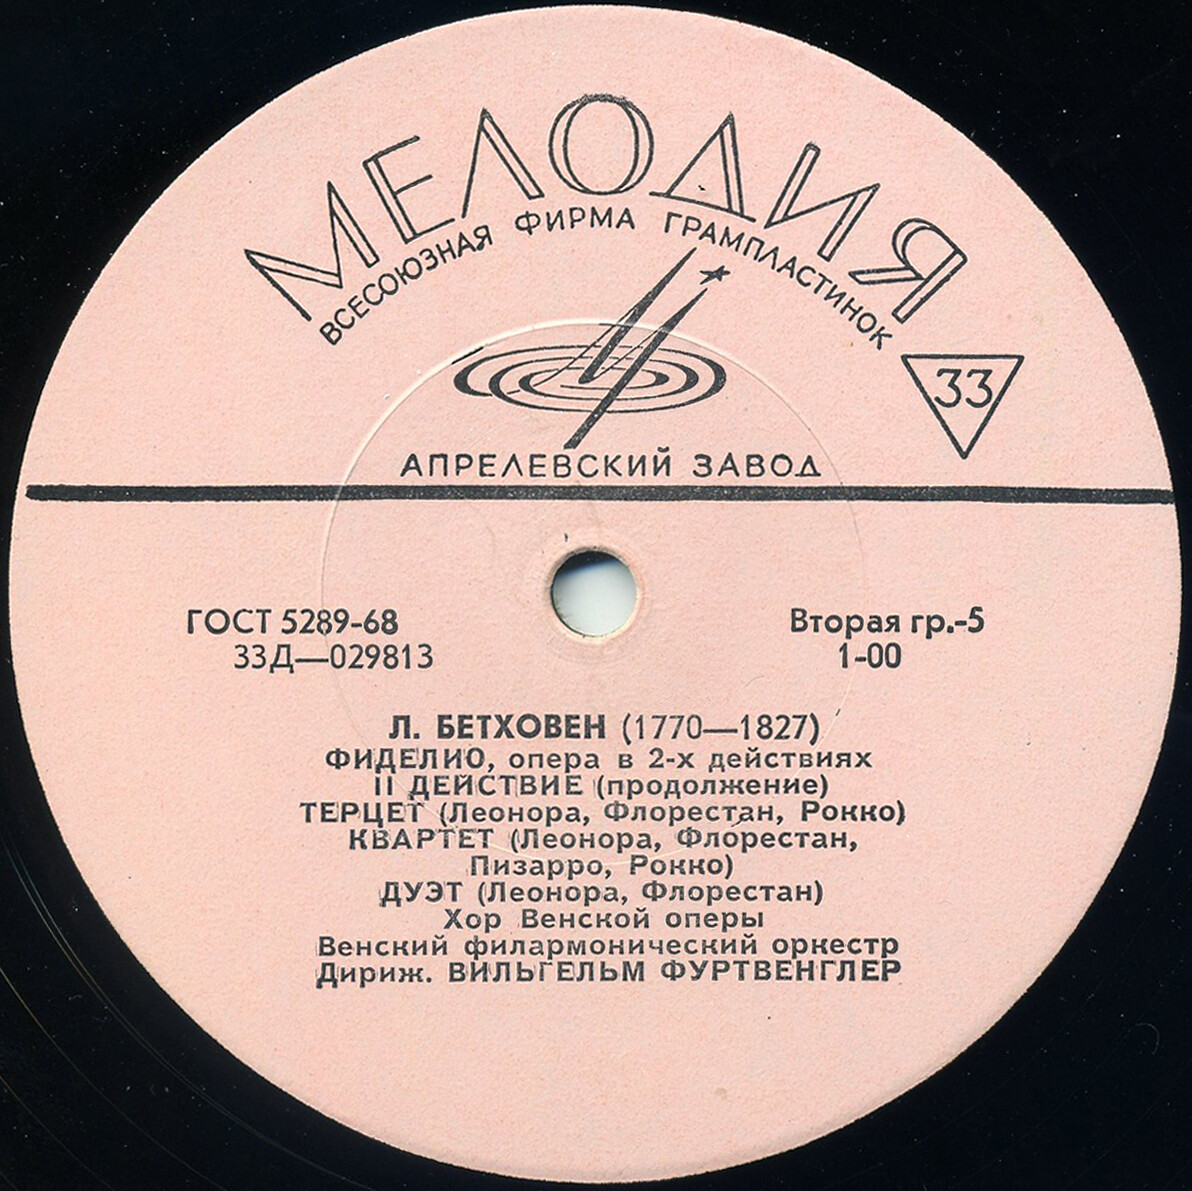 МЕЛОДИЯ
ВСЕСОЮЗНАЯ ФИРМА ГРАМПЛАСТИНОК
33
АПРЕЛЕВСКИЙ ЗАВОД
ГОСТ 5289-68
33Д—029813
Вторая гр.-5
1-00
Л. БЕТХОВЕН (1770—1827)
ФИДЕЛИО, опера в 2-х действиях
II ДЕЙСТВИЕ (продолжение)
ТЕРЦЕТ (Леонора, Флорестан, Рокко)
КВАРТЕТ (Леонора, Флорестан,
Пизарро, Рокко)
ДУЭТ (Леонора, Флорестан)
Хор Венской оперы
Венский филармонический оркестр
Дириж. ВИЛЬГЕЛЬМ ФУРТВЕНГЛЕР